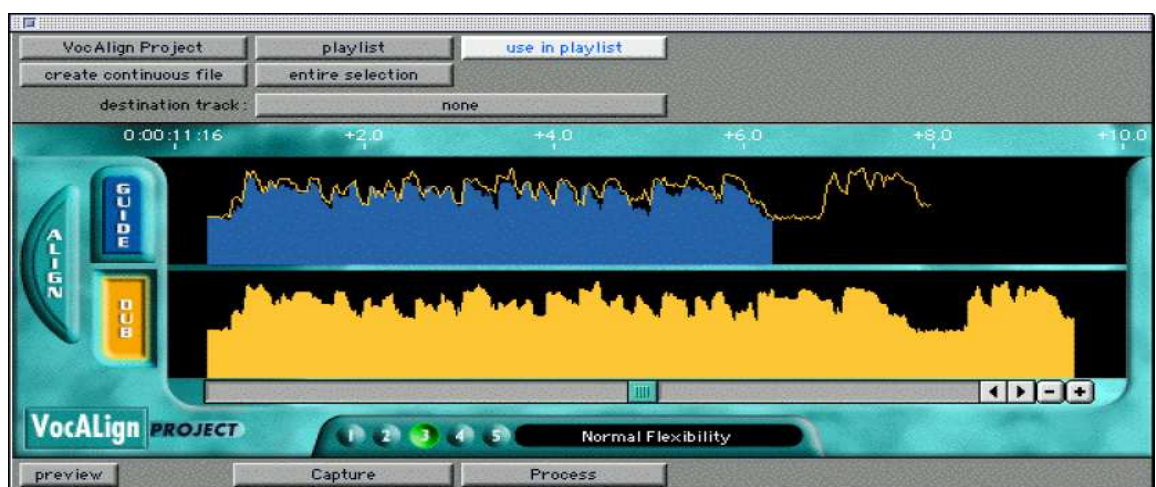 VocAlign Project playlist use in playlist
create continuous file entire selection
destination track: none
0:00:11:16 +2.0 +4.0 +6.0 +8.0 +10.0
GUIDE
ALIGN
DUB
VocALign PROJECT
1 2 3 4 5 Normal Flexibility
preview Capture Process